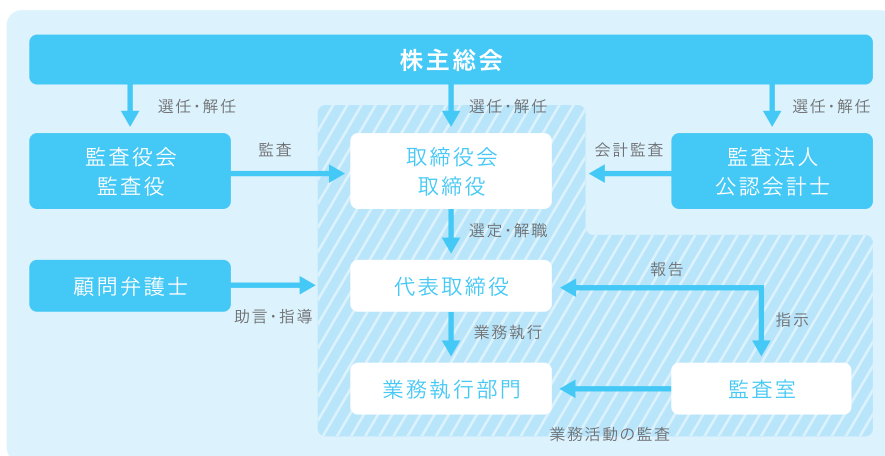 株主総会
選任・解任
選任・解任
選任・解任
監査役会
監査役
監査
取締役会
取締役
会計監査
監査法人
公認会計士
選定・解職
顧問弁護士
助言・指導
代表取締役
報告
指示
業務執行
業務執行部門
監査室
業務活動の監査